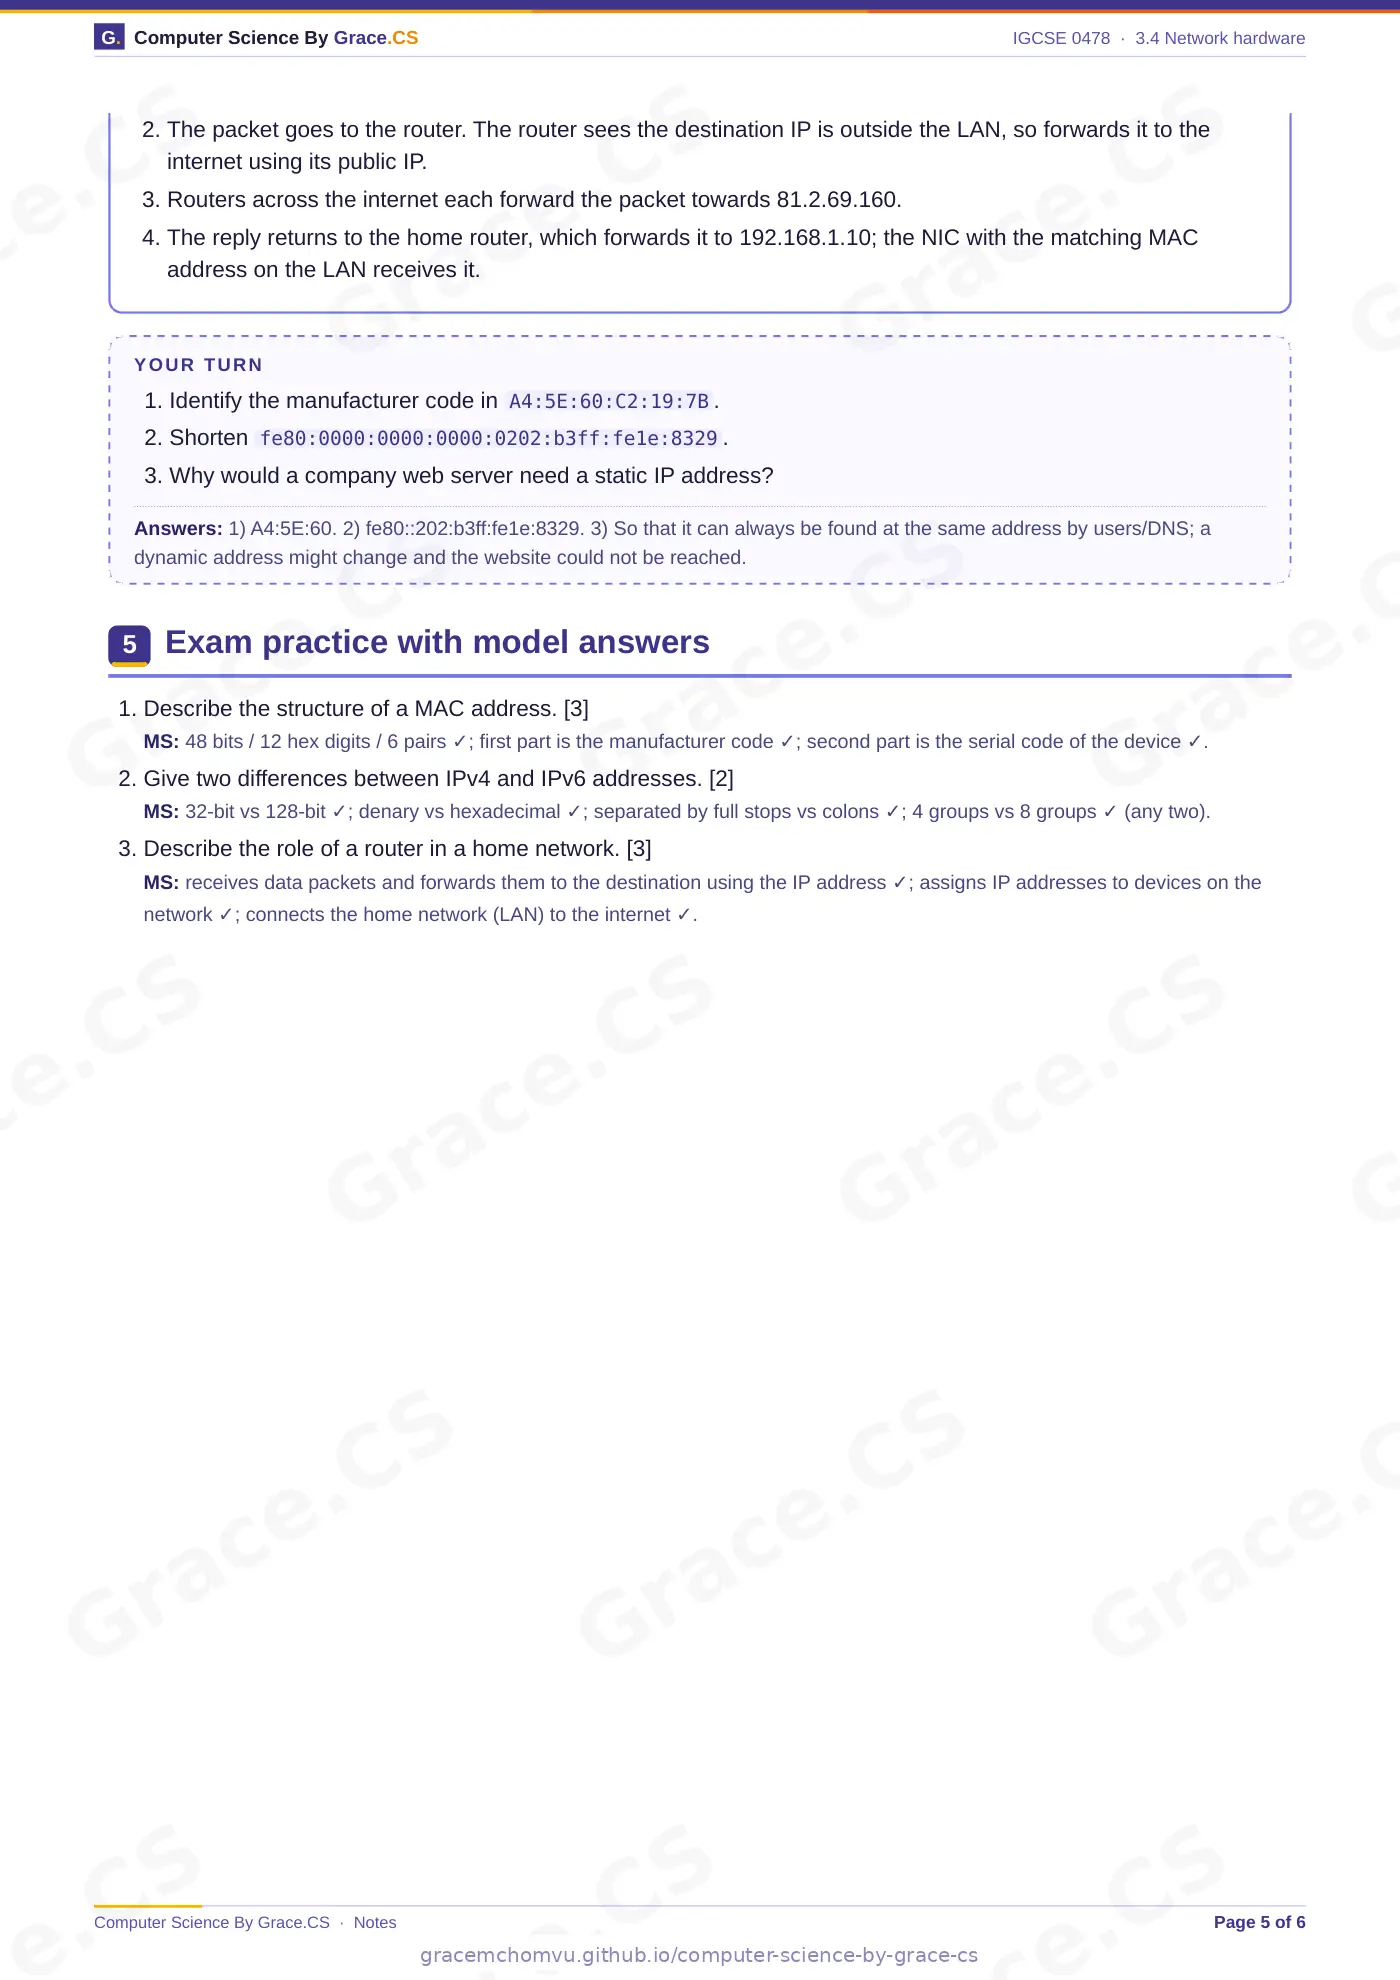 G. Computer Science By Grace.CS
IGCSE 0478 · 3.4 Network hardware
2. The packet goes to the router. The router sees the destination IP is outside the LAN, so forwards it to the
internet using its public IP.
3. Routers across the internet each forward the packet towards 81.2.69.160.
4. The reply returns to the home router, which forwards it to 192.168.1.10; the NIC with the matching MAC
address on the LAN receives it.
YOUR TURN
1. Identify the manufacturer code in A4:5E:60:C2:19:7B.
2. Shorten fe80:0000:0000:0000:0202:b3ff:fe1e:8329.
3. Why would a company web server need a static IP address?
Answers: 1) A4:5E:60. 2) fe80::202:b3ff:fe1e:8329. 3) So that it can always be found at the same address by users/DNS; a
dynamic address might change and the website could not be reached.
5 Exam practice with model answers
1. Describe the structure of a MAC address. [3]
MS: 48 bits / 12 hex digits / 6 pairs ✓; first part is the manufacturer code ✓; second part is the serial code of the device ✓.
2. Give two differences between IPv4 and IPv6 addresses. [2]
MS: 32-bit vs 128-bit ✓; denary vs hexadecimal ✓; separated by full stops vs colons ✓; 4 groups vs 8 groups ✓ (any two).
3. Describe the role of a router in a home network. [3]
MS: receives data packets and forwards them to the destination using the IP address ✓; assigns IP addresses to devices on the
network ✓; connects the home network (LAN) to the internet ✓.
Computer Science By Grace.CS · Notes
Page 5 of 6
gracemchomvu.github.io/computer-science-by-grace-cs